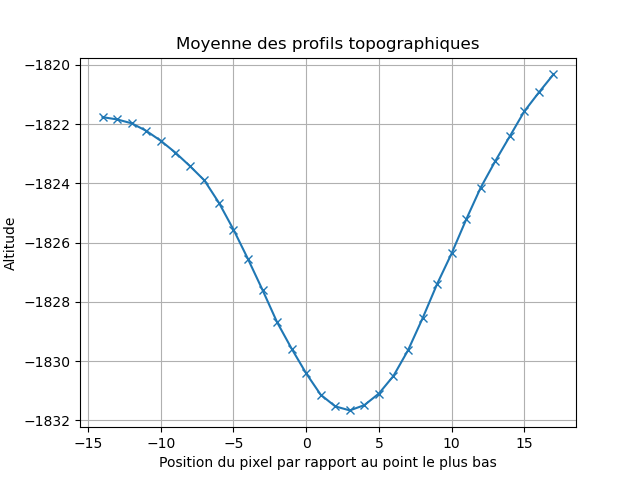 Moyenne des profils topographiques
−1820
−1822
−1824
−1826
−1828
−1830
−1832
Altitude
−15 −10 −5 0 5 10 15
Position du pixel par rapport au point le plus bas